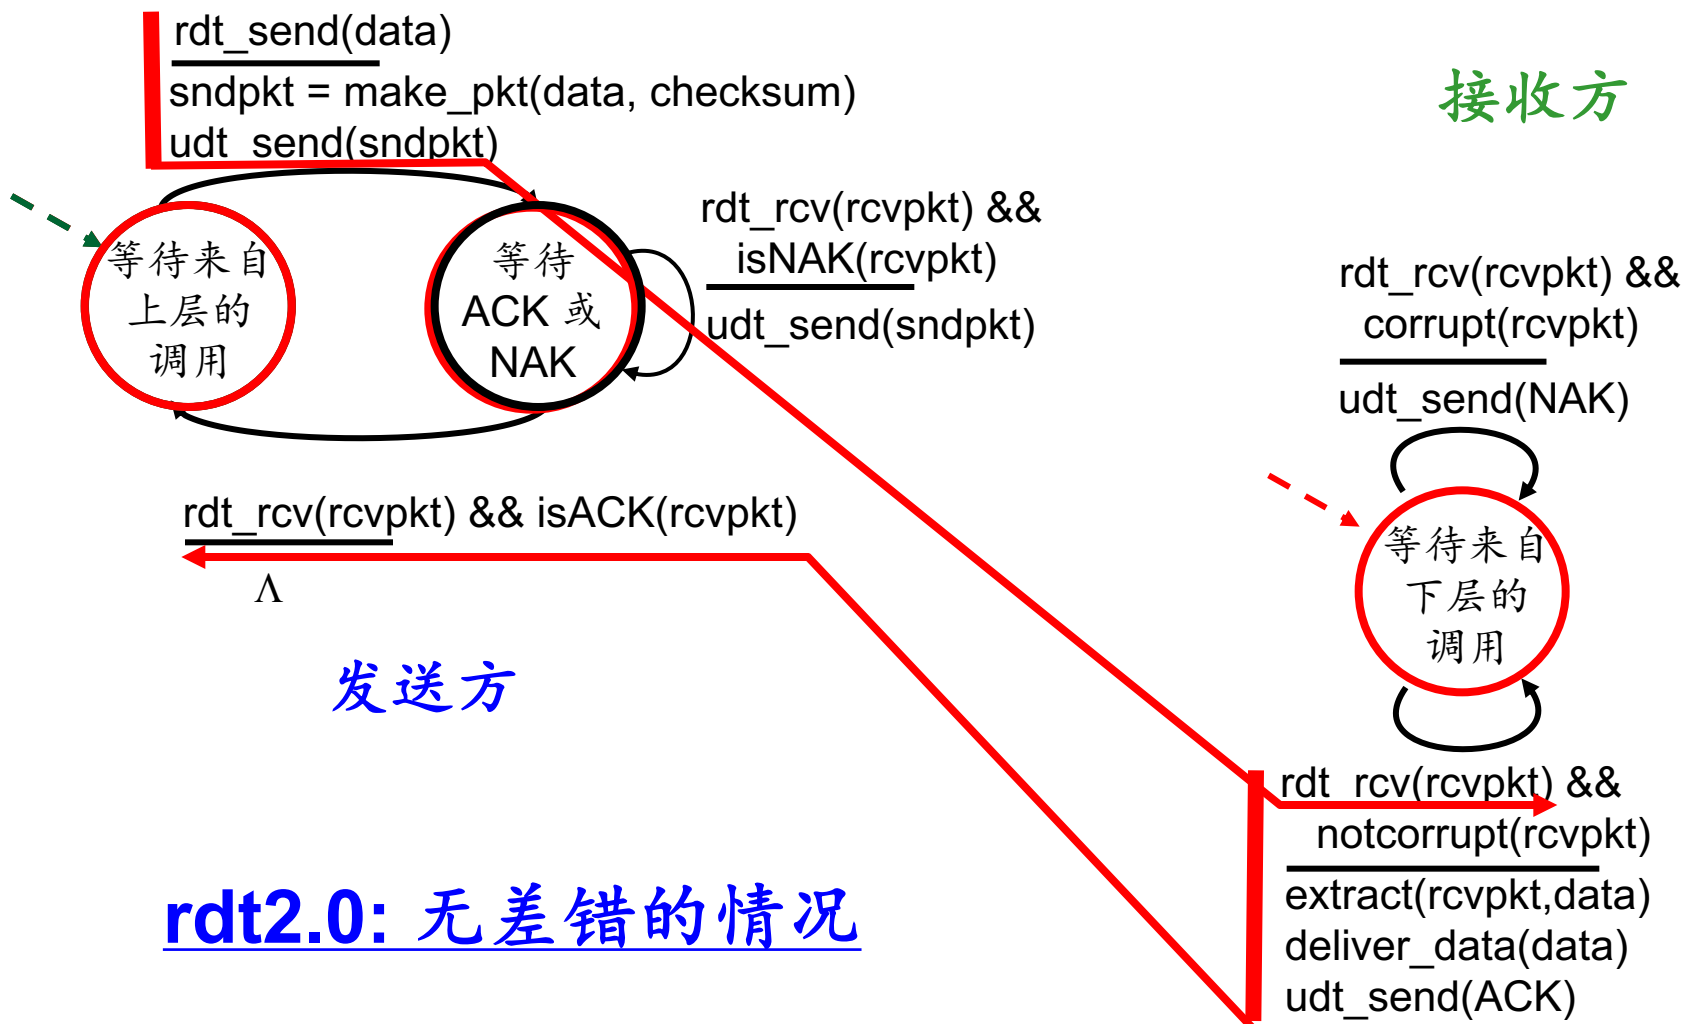 rdt_send(data)
sndpkt = make_pkt(data, checksum)
udt_send(sndpkt)
接收方
等待来自
上层的
调用
等待
ACK 或
NAK
rdt_rcv(rcvpkt) &&
isNAK(rcvpkt)
udt_send(sndpkt)
rdt_rcv(rcvpkt) &&
corrupt(rcvpkt)
udt_send(NAK)
rdt_rcv(rcvpkt) && isACK(rcvpkt)
Λ
等待来自
下层的
调用
发送方
rdt_rcv(rcvpkt) &&
notcorrupt(rcvpkt)
extract(rcvpkt,data)
deliver_data(data)
udt_send(ACK)
rdt2.0: 无差错的情况